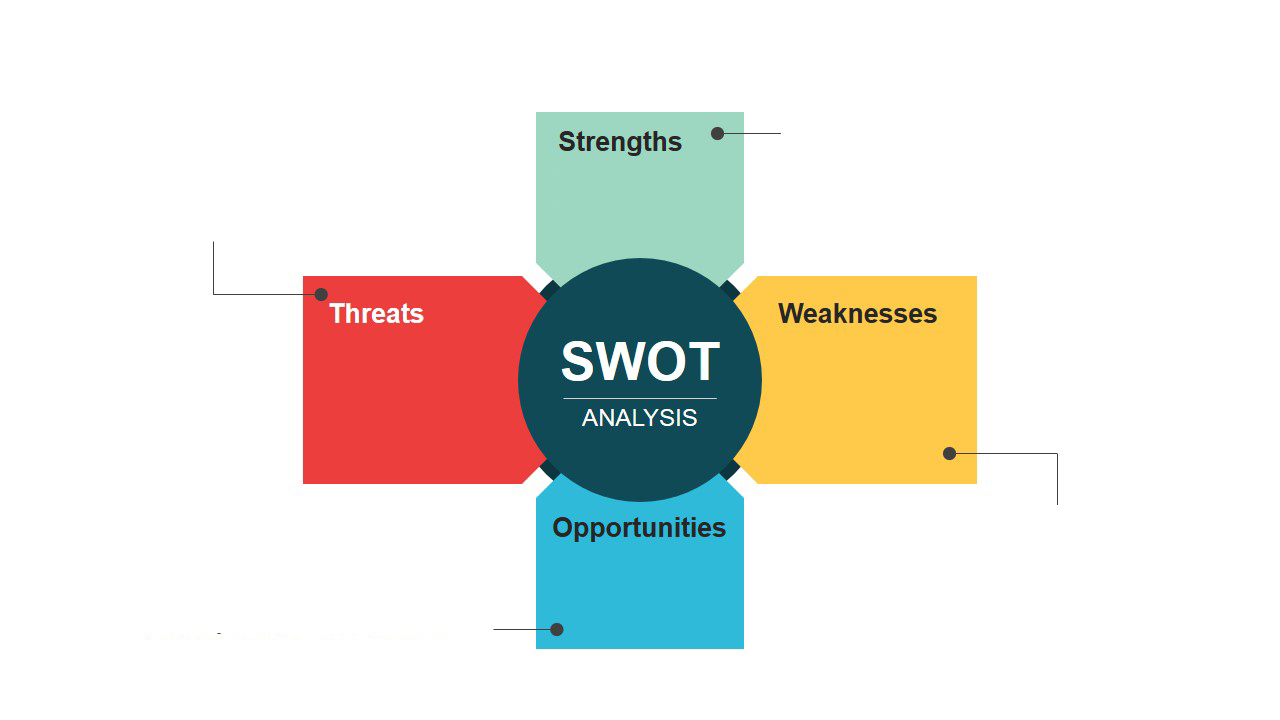 Strengths
Threats
Weaknesses
SWOT
ANALYSIS
Opportunities